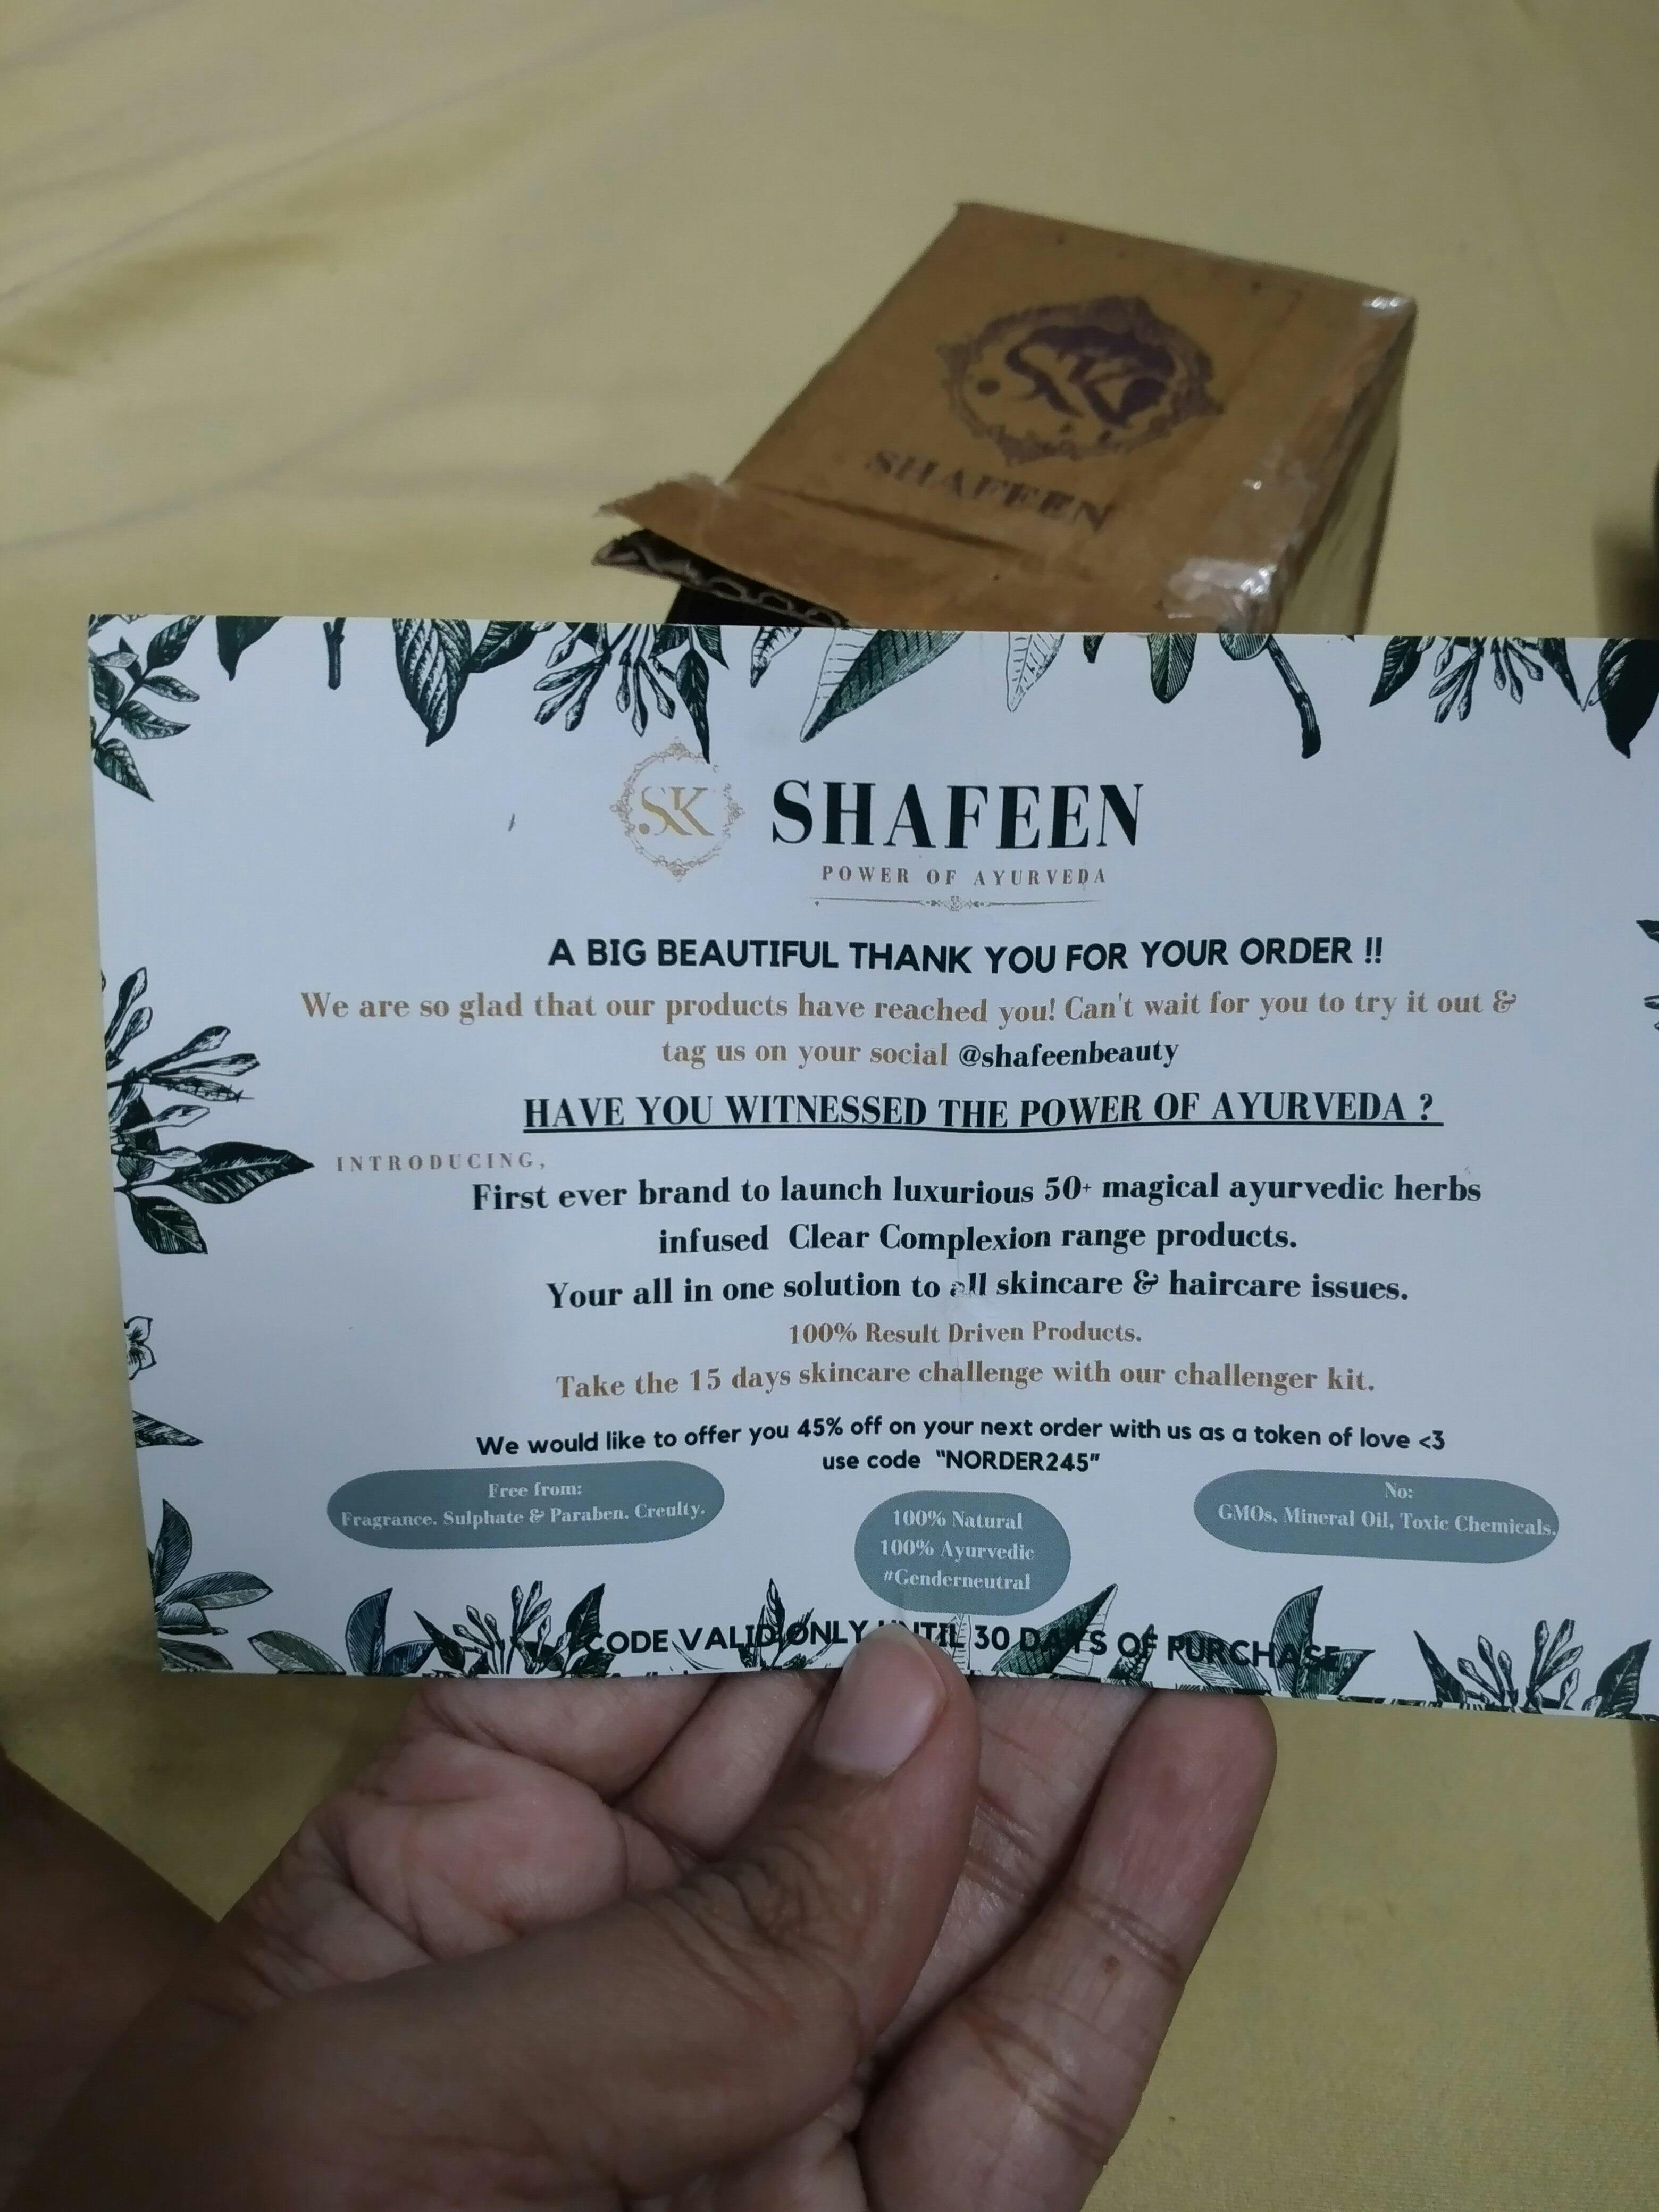 SK
SHAFEEN
SK
SHAFEEN
POWER OF AYURVEDA
A BIG BEAUTIFUL THANK YOU FOR YOUR ORDER !!
We are so glad that our products have reached you! Can't wait for you to try it out &
tag us on your social @shafeenbeauty
HAVE YOU WITNESSED THE POWER OF AYURVEDA ?
INTRODUCING,
First ever brand to launch luxurious 50+ magical ayurvedic herbs
infused Clear Complexion range products.
Your all in one solution to all skincare & haircare issues.
100% Result Driven Products.
Take the 15 days skincare challenge with our challenger kit.
We would like to offer you 45% off on your next order with us as a token of love <3
use code "NORDER245"
Free from:
Fragrance. Sulphate & Paraben. Creulty.
100% Natural
100% Ayurvedic
#Genderneutral
No:
GMOs, Mineral Oil, Toxic Chemicals.
CODE VALID ONLY UNTIL 30 DAYS OF PURCHASE